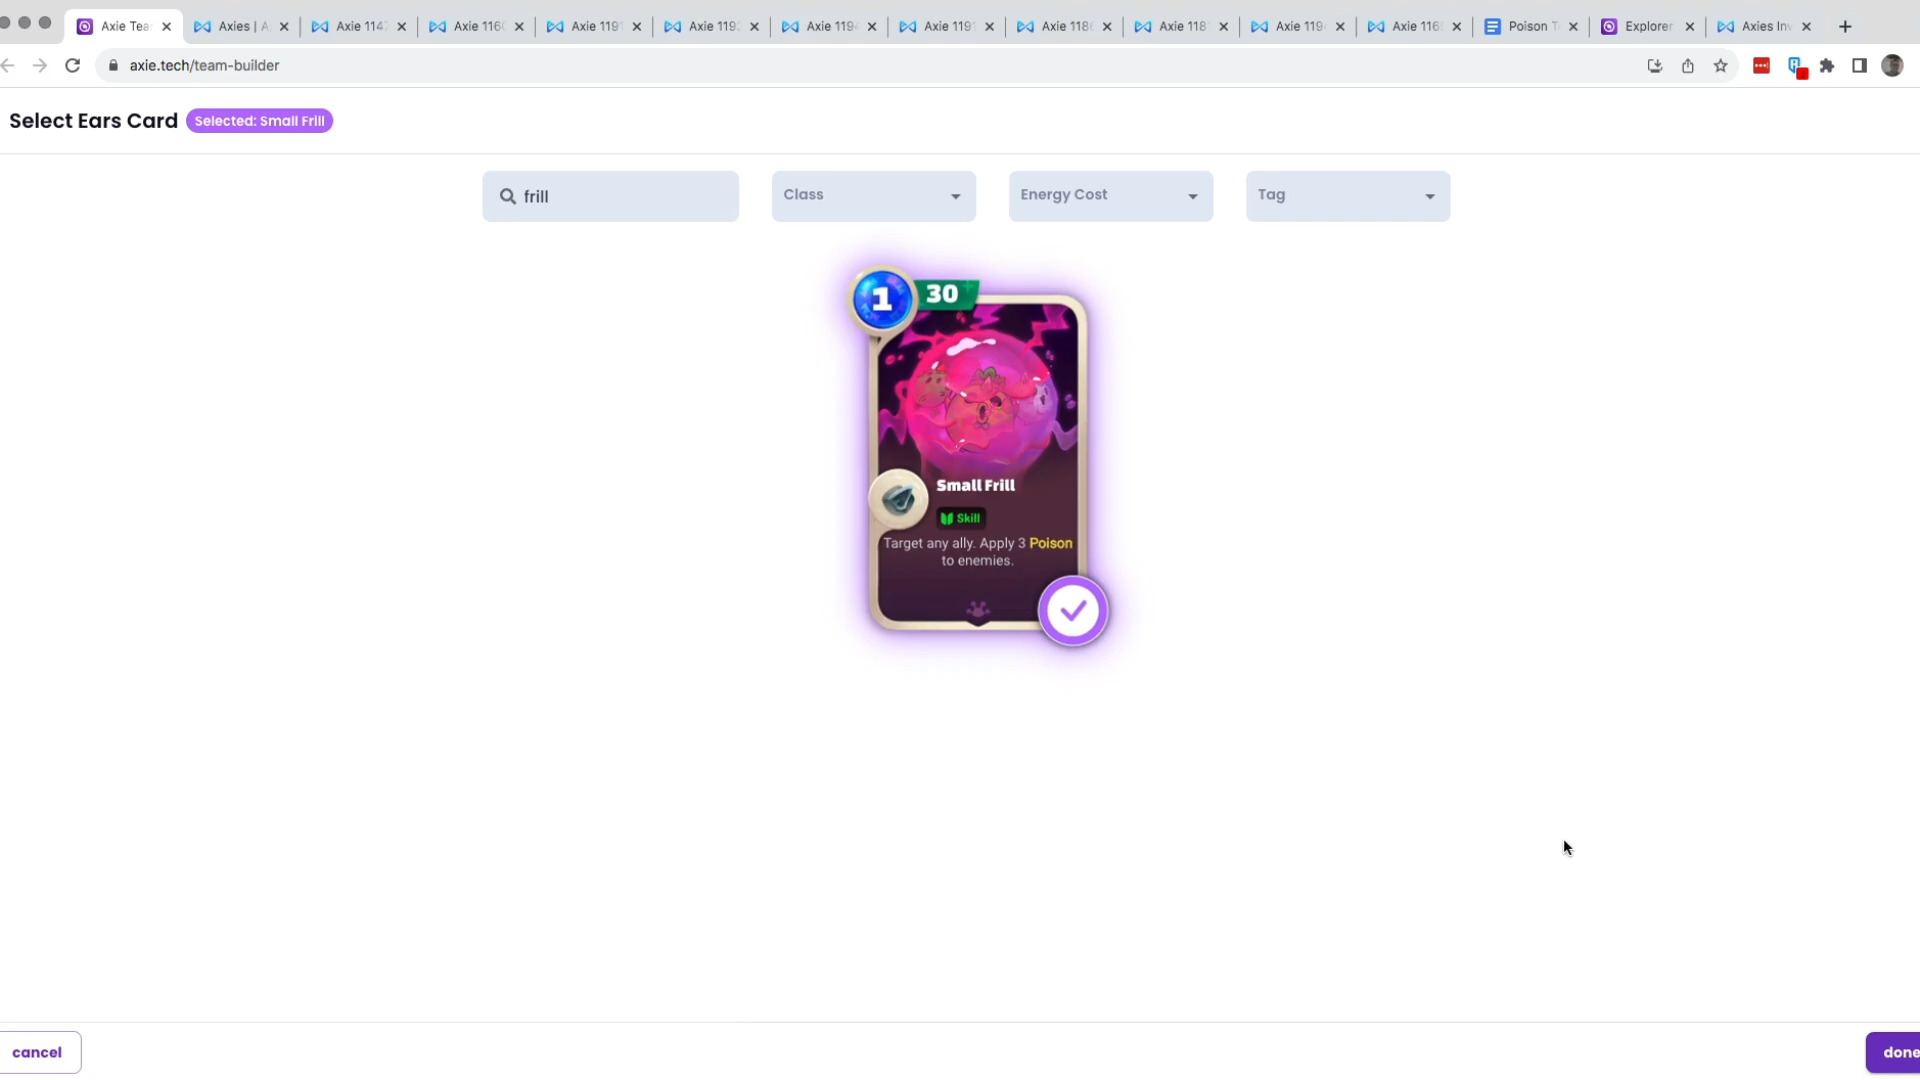 Axie Tea
Axies | A
Axie 114
Axie 116
Axie 119
Axie 119
Axie 119
Axie 119
Axie 118
Axie 118
Axie 119
Axie 116
Poison T
Explorer
Axies Inv
axie.tech/team-builder
Select Ears Card
Selected: Small Frill
frill
Class
Energy Cost
Tag
1
30
Small Frill
Skill
Target any ally. Apply 3 Poison
to enemies.
cancel
done